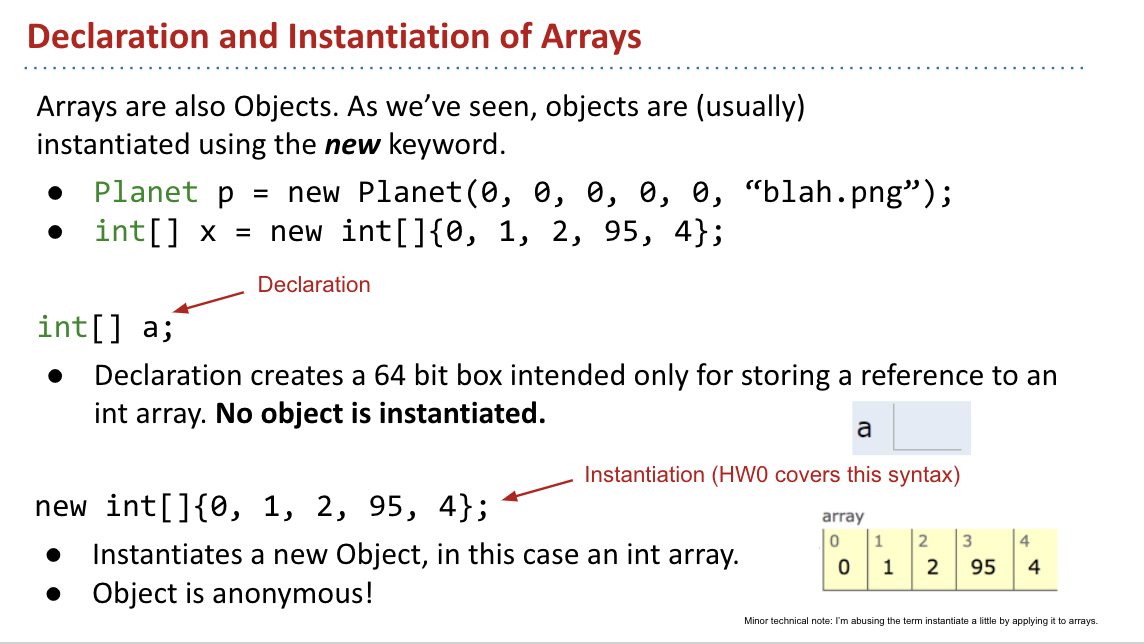 Declaration and Instantiation of Arrays
Arrays are also Objects. As we’ve seen, objects are (usually)
instantiated using the new keyword.
● Planet p = new Planet(0, 0, 0, 0, 0, “blah.png”);
● int[] x = new int[]{0, 1, 2, 95, 4};
Declaration
int[] a;
● Declaration creates a 64 bit box intended only for storing a reference to an
int array. No object is instantiated.
a
Instantiation (HW0 covers this syntax)
new int[]{0, 1, 2, 95, 4};
array
0 1 2 3 4
0 1 2 95 4
● Instantiates a new Object, in this case an int array.
● Object is anonymous!
Minor technical note: I’m abusing the term instantiate a little by applying it to arrays.